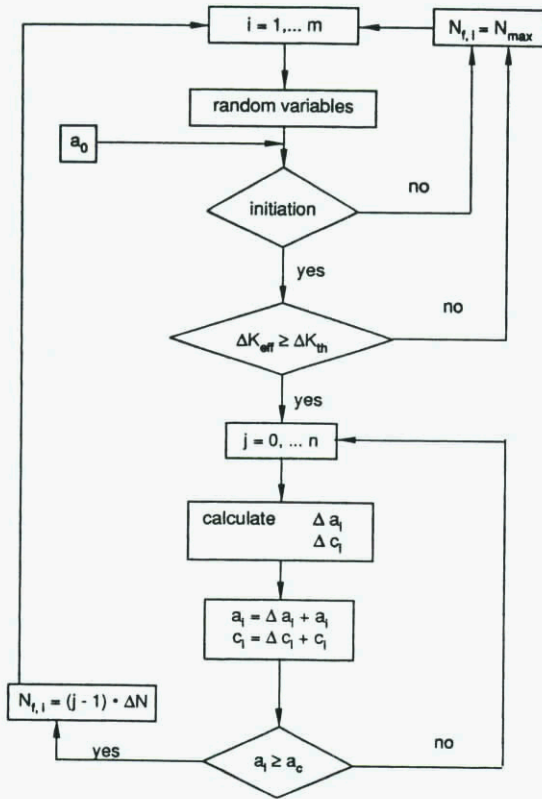 i = 1,... m
N_f, i = N_max
random variables
a_0
initiation
no
yes
ΔK_eff ≥ ΔK_th
no
yes
j = 0, ... n
calculate Δ a_i
Δ c_i
a_i = Δ a_i + a_i
c_i = Δ c_i + c_i
N_f, i = (j - 1) • ΔN
yes
a_i ≥ a_c
no